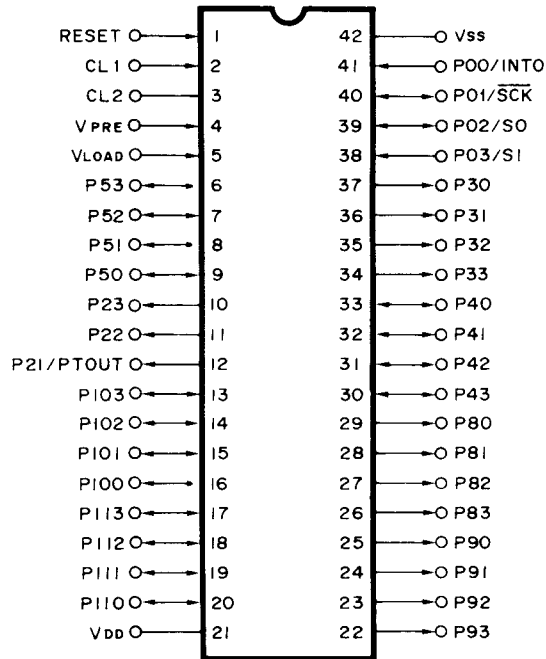 RESET 1 42 Vss
CL1 2 41 P00/INT0
CL2 3 40 P01/S̅C̅K̅
VPRE 4 39 P02/S0
VLOAD 5 38 P03/S1
P53 6 37 P30
P52 7 36 P31
P51 8 35 P32
P50 9 34 P33
P23 10 33 P40
P22 11 32 P41
P21/PTOUT 12 31 P42
P103 13 30 P43
P102 14 29 P80
P101 15 28 P81
P100 16 27 P82
P113 17 26 P83
P112 18 25 P90
P111 19 24 P91
P110 20 23 P92
VDD 21 22 P93